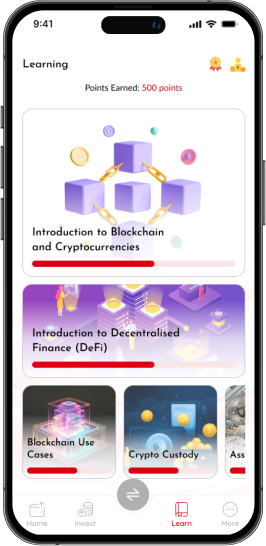 9:41
Learning
Points Earned: 500 points
Introduction to Blockchain
and Cryptocurrencies
Introduction to Decentralised
Finance (DeFi)
Blockchain Use
Cases
Crypto Custody
Ass
Home
Invest
Learn
More